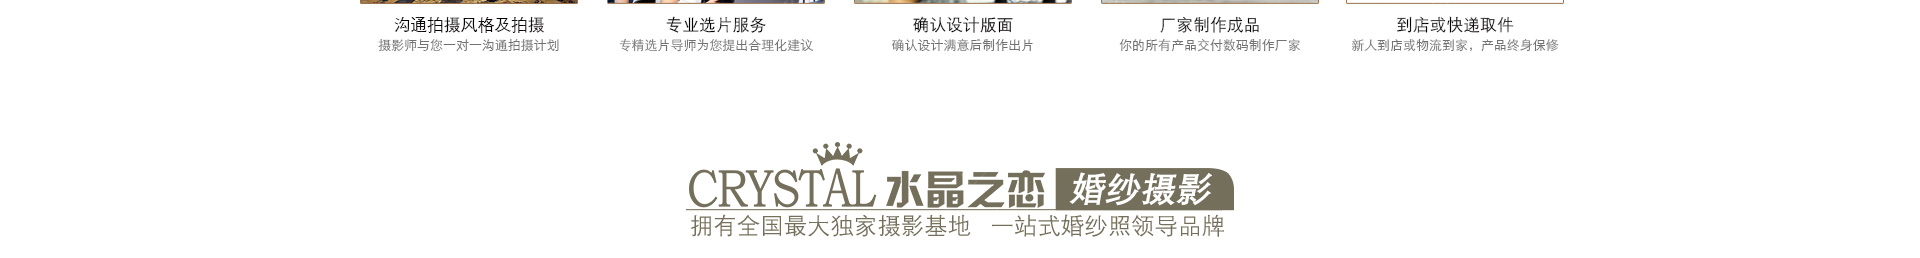 沟通拍摄风格及拍摄
摄影师与您一对一沟通拍摄计划
专业选片服务
专精选片导师为您提出合理化建议
确认设计版面
确认设计满意后制作出片
厂家制作成品
你的所有产品交付数码制作厂家
到店或快递取件
新人到店或物流到家，产品终身保修
CRYSTAL 水晶之恋 婚纱摄影
拥有全国最大独家摄影基地 一站式婚纱照领导品牌